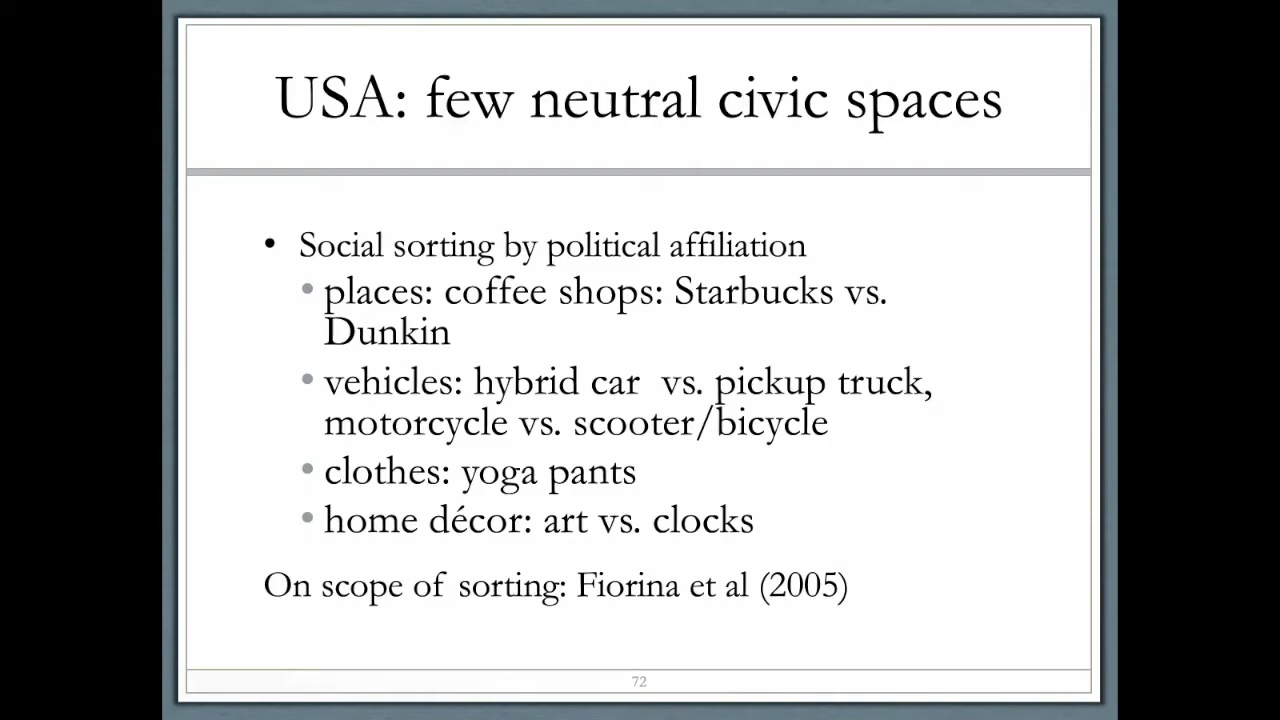 USA: few neutral civic spaces
• Social sorting by political affiliation
• places: coffee shops: Starbucks vs.
Dunkin
• vehicles: hybrid car vs. pickup truck,
motorcycle vs. scooter/bicycle
• clothes: yoga pants
• home décor: art vs. clocks
On scope of sorting: Fiorina et al (2005)
72